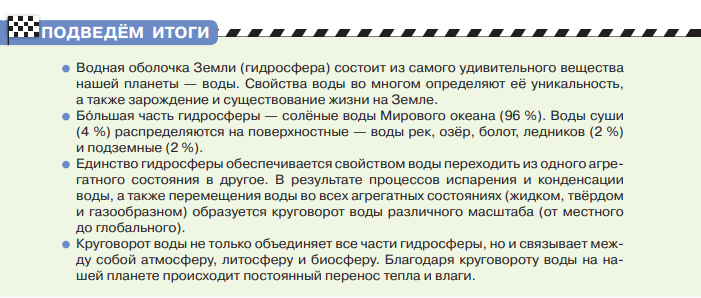 ПОДВЕДЁМ ИТОГИ
● Водная оболочка Земли (гидросфера) состоит из самого удивительного вещества
нашей планеты — воды. Свойства воды во многом определяют её уникальность,
а также зарождение и существование жизни на Земле.
● Бо́льшая часть гидросферы — солёные воды Мирового океана (96 %). Воды суши
(4 %) распределяются на поверхностные — воды рек, озёр, болот, ледников (2 %)
и подземные (2 %).
● Единство гидросферы обеспечивается свойством воды переходить из одного агре-
гатного состояния в другое. В результате процессов испарения и конденсации
воды, а также перемещения воды во всех агрегатных состояниях (жидком, твёрдом
и газообразном) образуется круговорот воды различного масштаба (от местного
до глобального).
● Круговорот воды не только объединяет все части гидросферы, но и связывает меж-
ду собой атмосферу, литосферу и биосферу. Благодаря круговороту воды на на-
шей планете происходит постоянный перенос тепла и влаги.